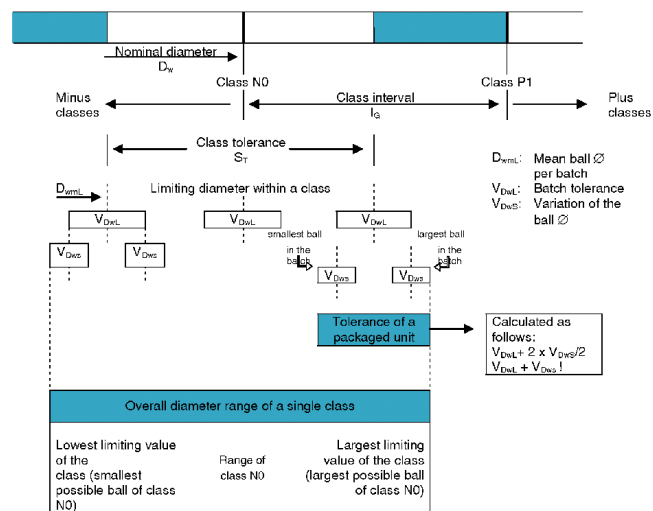 Nominal diameter
Dw
Class N0
Class P1
Minus
classes
Class interval
IG
Plus
classes
Class tolerance
ST
DwmL: Mean ball Ø
per batch
VDwL: Batch tolerance
VDwS: Variation of the
ball Ø
DwmL
Limiting diameter within a class
VDwL
VDwL
VDwL
smallest ball
in the
batch
largest ball
in the
batch
VDws
VDws
VDws
VDws
Tolerance of a
packaged unit
Calculated as
follows:
VDwL+ 2 x VDwS/2
VDwL + VDws !
Overall diameter range of a single class
Lowest limiting value
of the
class (smallest
possible ball of class
N0)
Range of
class N0
Largest limiting
value of the class
(largest possible ball
of class N0)